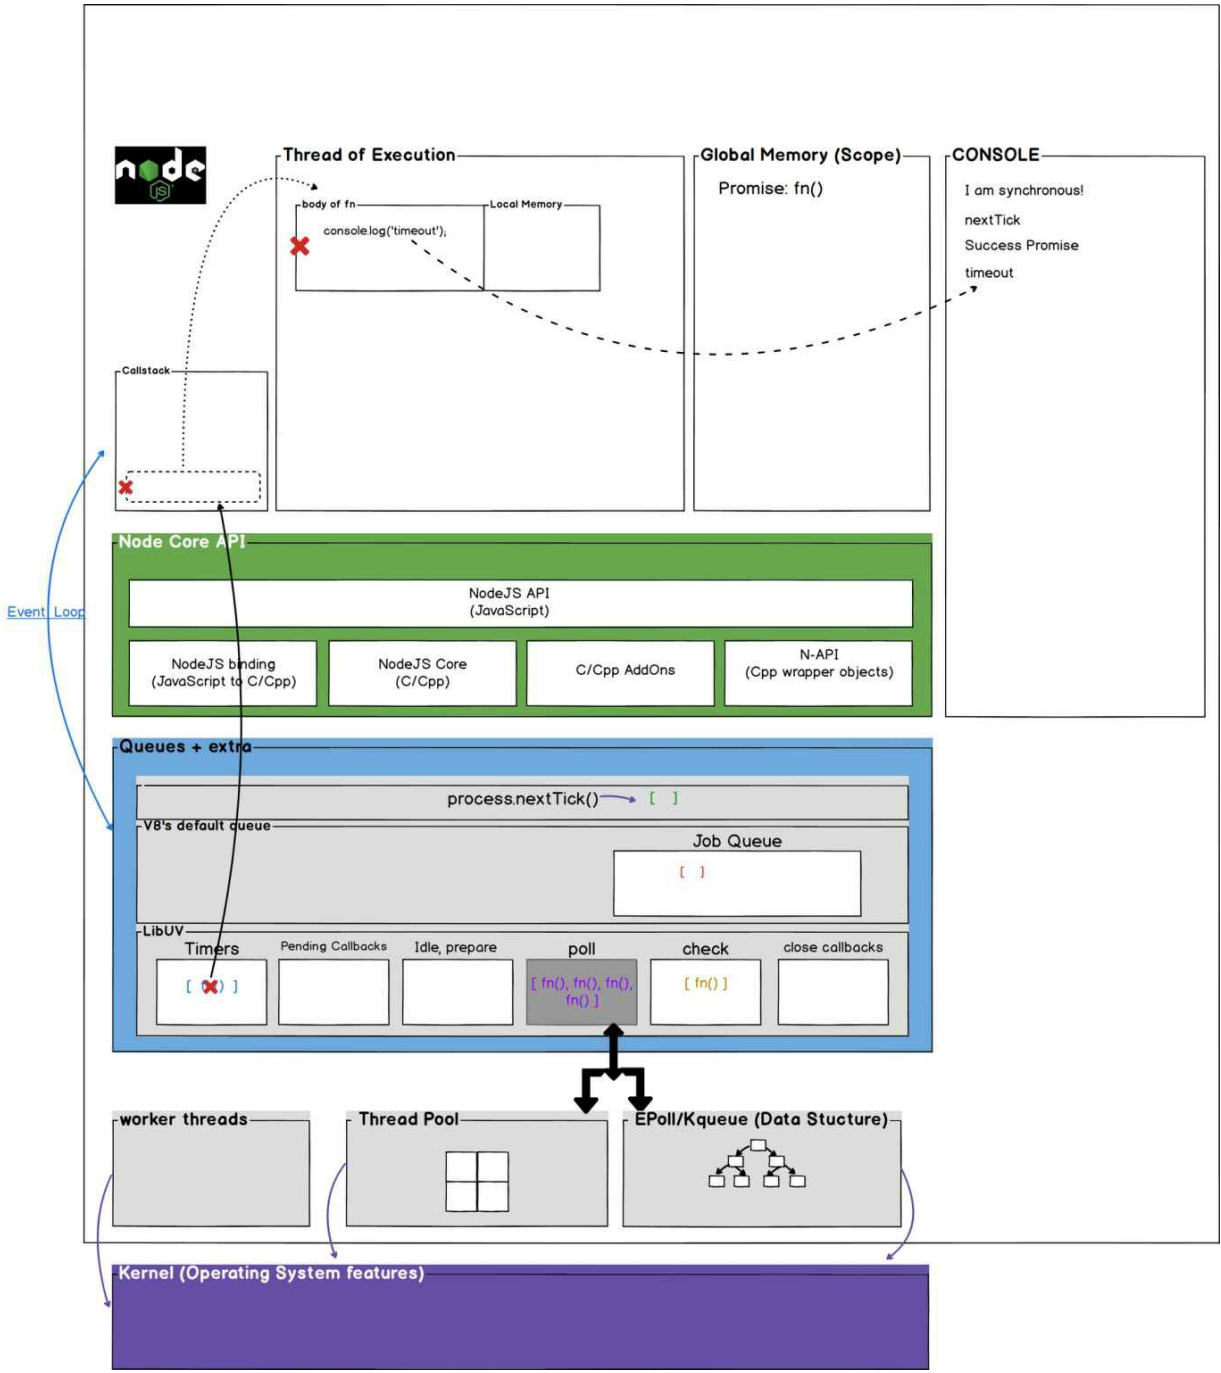 node
JS
Thread of Execution
Global Memory (Scope)
CONSOLE
Promise: fn()
I am synchronous!
nextTick
Success Promise
timeout
body of fn
Local Memory
console.log('timeout');
Callstack
Event Loop
Node Core API
NodeJS API
(JavaScript)
NodeJS binding
(JavaScript to C/Cpp)
NodeJS Core
(C/Cpp)
C/Cpp AddOns
N-API
(Cpp wrapper objects)
Queues + extra
process.nextTick()
[ ]
V8's default queue
Job Queue
[ ]
LibUV
Timers
Pending Callbacks
Idle, prepare
poll
check
close callbacks
[ ) ]
[ fn(), fn(), fn(),
fn() ]
[ fn() ]
worker threads
Thread Pool
EPoll/Kqueue (Data Stucture)
Kernel (Operating System features)